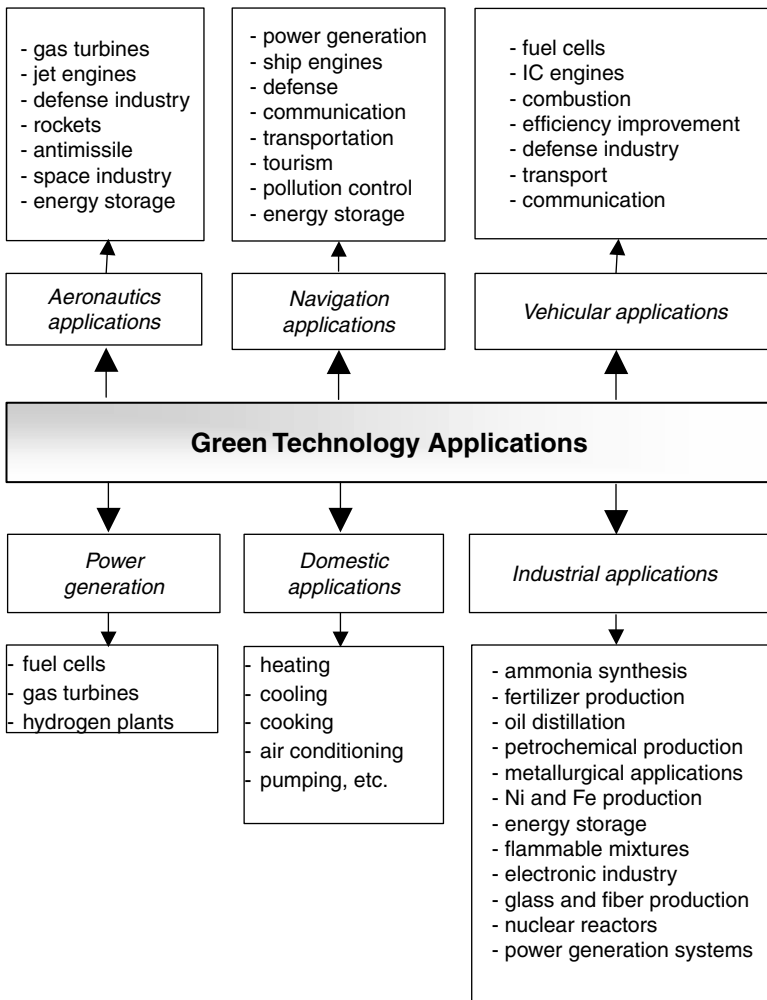 - gas turbines
- jet engines
- defense industry
- rockets
- antimissile
- space industry
- energy storage
- power generation
- ship engines
- defense
- communication
- transportation
- tourism
- pollution control
- energy storage
- fuel cells
- IC engines
- combustion
- efficiency improvement
- defense industry
- transport
- communication
Aeronautics
applications
Navigation
applications
Vehicular applications
Green Technology Applications
Power
generation
Domestic
applications
Industrial applications
- fuel cells
- gas turbines
- hydrogen plants
- heating
- cooling
- cooking
- air conditioning
- pumping, etc.
- ammonia synthesis
- fertilizer production
- oil distillation
- petrochemical production
- metallurgical applications
- Ni and Fe production
- energy storage
- flammable mixtures
- electronic industry
- glass and fiber production
- nuclear reactors
- power generation systems